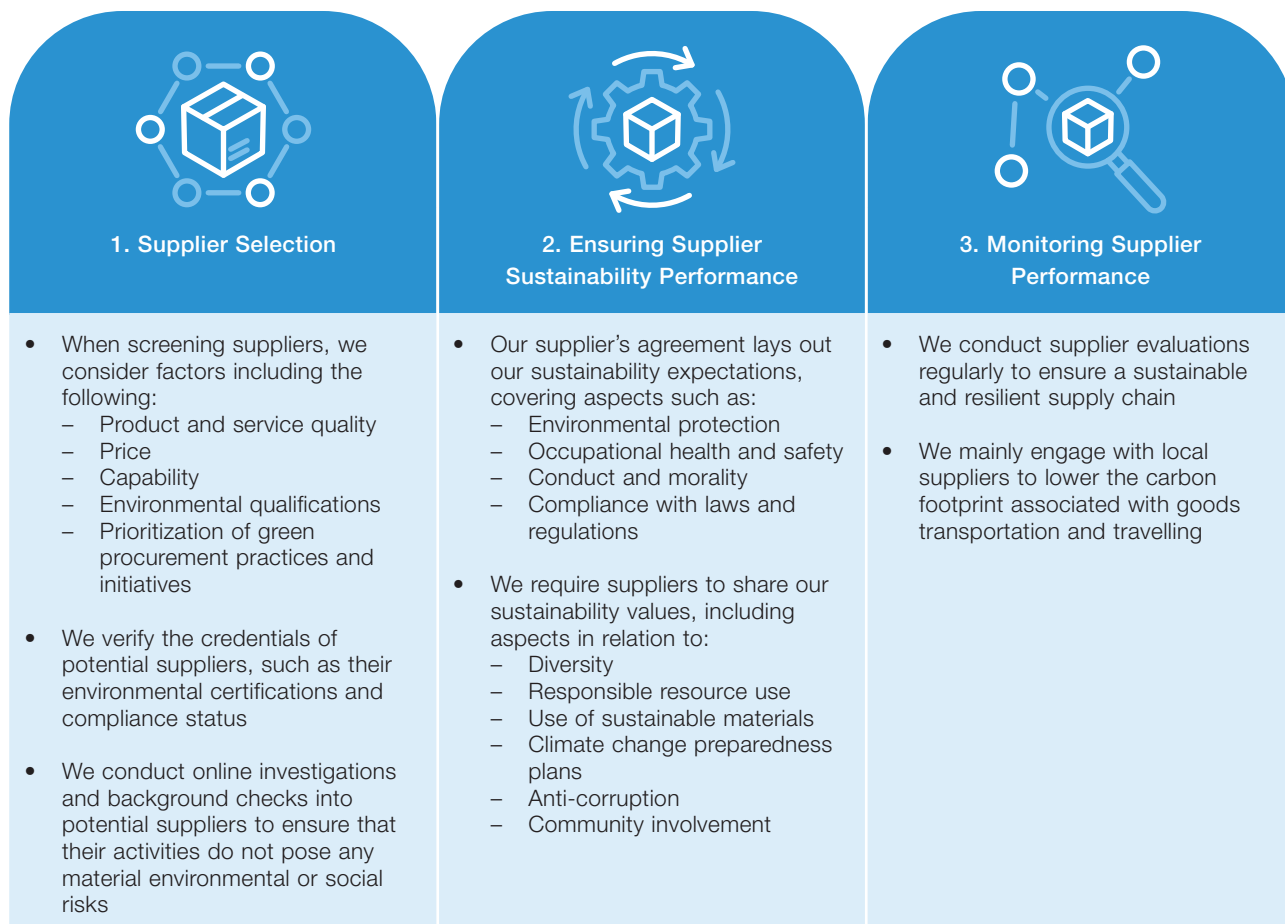 1. Supplier Selection
• When screening suppliers, we
consider factors including the
following:
– Product and service quality
– Price
– Capability
– Environmental qualifications
– Prioritization of green
procurement practices and
initiatives
• We verify the credentials of
potential suppliers, such as their
environmental certifications and
compliance status
• We conduct online investigations
and background checks into
potential suppliers to ensure that
their activities do not pose any
material environmental or social
risks
2. Ensuring Supplier
Sustainability Performance
• Our supplier’s agreement lays out
our sustainability expectations,
covering aspects such as:
– Environmental protection
– Occupational health and safety
– Conduct and morality
– Compliance with laws and
regulations
• We require suppliers to share our
sustainability values, including
aspects in relation to:
– Diversity
– Responsible resource use
– Use of sustainable materials
– Climate change preparedness
plans
– Anti-corruption
– Community involvement
3. Monitoring Supplier
Performance
• We conduct supplier evaluations
regularly to ensure a sustainable
and resilient supply chain
• We mainly engage with local
suppliers to lower the carbon
footprint associated with goods
transportation and travelling